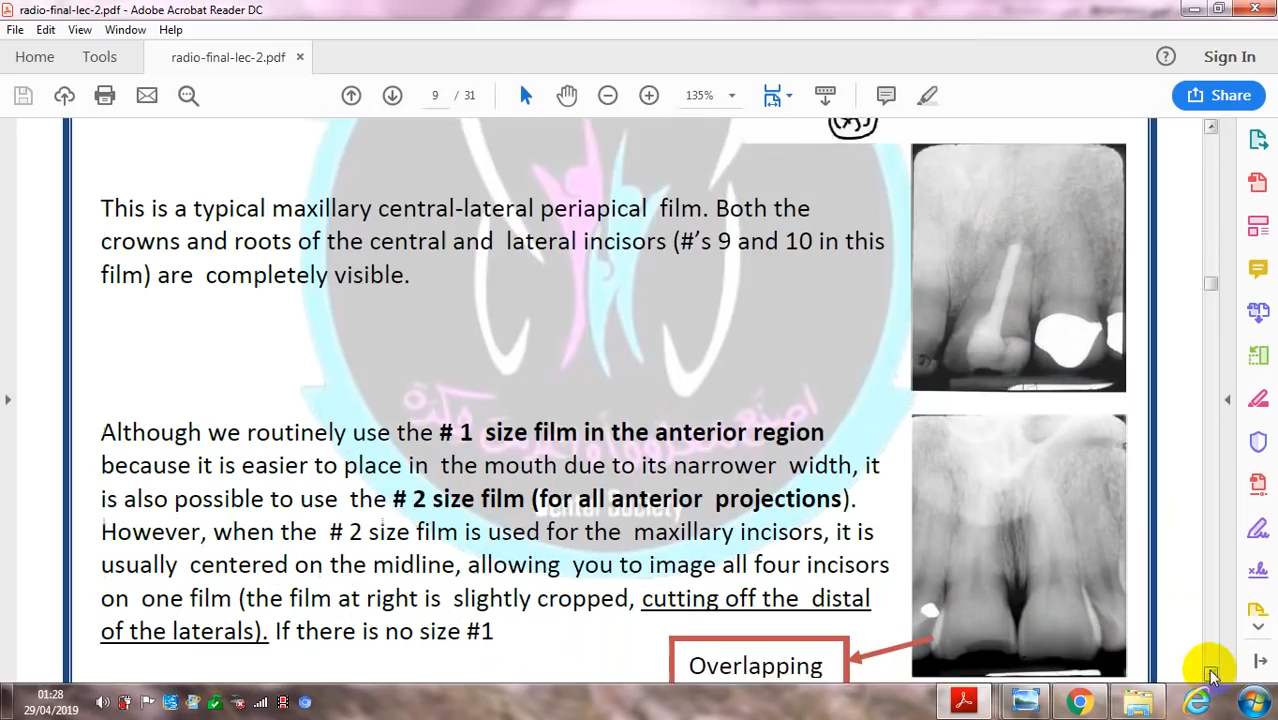 radio-final-lec-2.pdf - Adobe Acrobat Reader DC
File Edit View Window Help
Home Tools radio-final-lec-2.pdf × Sign In
9 / 31 135% Share
This is a typical maxillary central-lateral periapical film. Both the
crowns and roots of the central and lateral incisors (#'s 9 and 10 in this
film) are completely visible.
Although we routinely use the # 1 size film in the anterior region
because it is easier to place in the mouth due to its narrower width, it
is also possible to use the # 2 size film (for all anterior projections).
However, when the # 2 size film is used for the maxillary incisors, it is
usually centered on the midline, allowing you to image all four incisors
on one film (the film at right is slightly cropped, cutting off the distal
of the laterals). If there is no size #1
Overlapping
Dental Society
01:28
29/04/2019